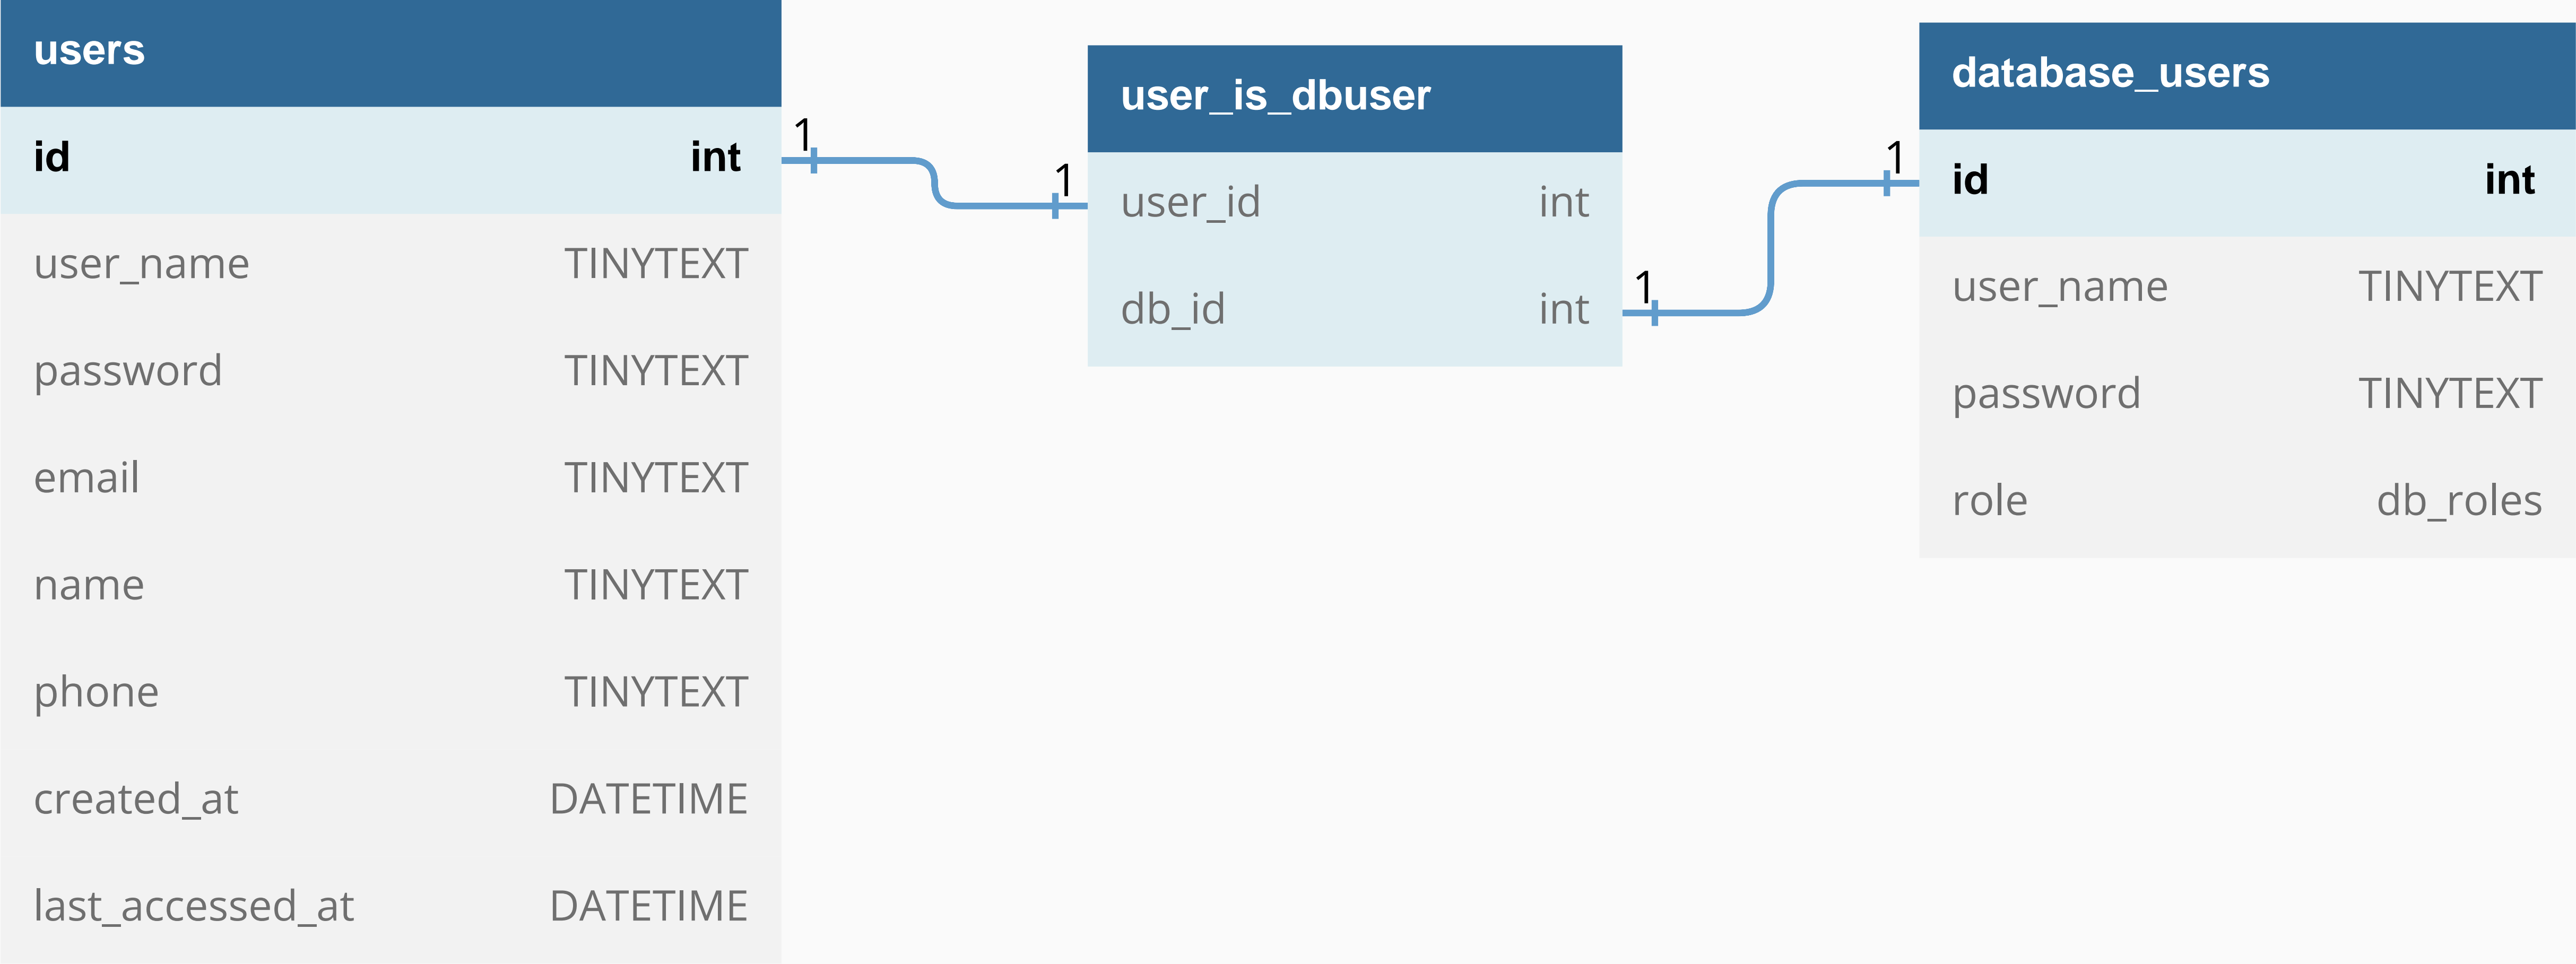 users
id int
user_name TINYTEXT
password TINYTEXT
email TINYTEXT
name TINYTEXT
phone TINYTEXT
created_at DATETIME
last_accessed_at DATETIME
1
1
user_is_dbuser
user_id int
db_id int
1
1
database_users
id int
user_name TINYTEXT
password TINYTEXT
role db_roles